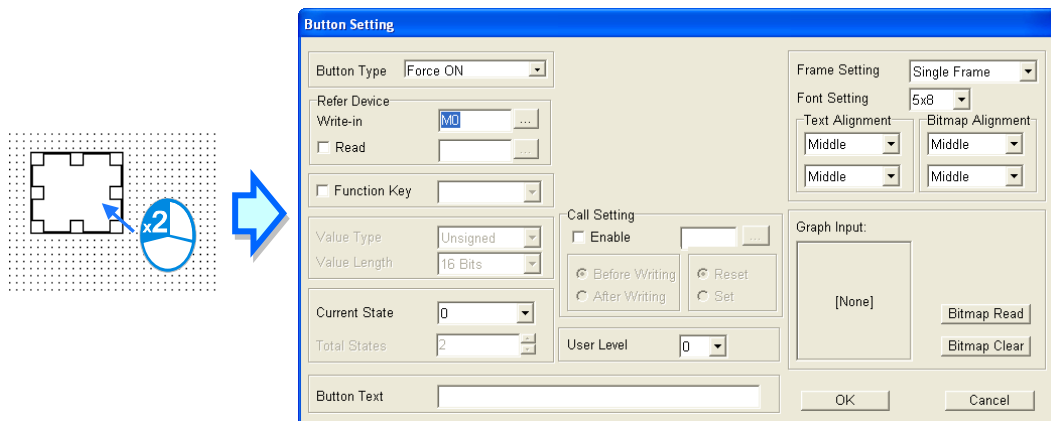 x2
Button Setting
Button Type Force ON
Refer Device
Write-in M0 ...
Read ...
Function Key
Value Type Unsigned
Value Length 16 Bits
Current State 0
Total States 2
Button Text
Call Setting
Enable ...
Before Writing Reset
After Writing Set
User Level 0
Frame Setting Single Frame
Font Setting 5x8
Text Alignment Bitmap Alignment
Middle Middle
Middle Middle
Graph Input:
[None]
Bitmap Read
Bitmap Clear
OK Cancel